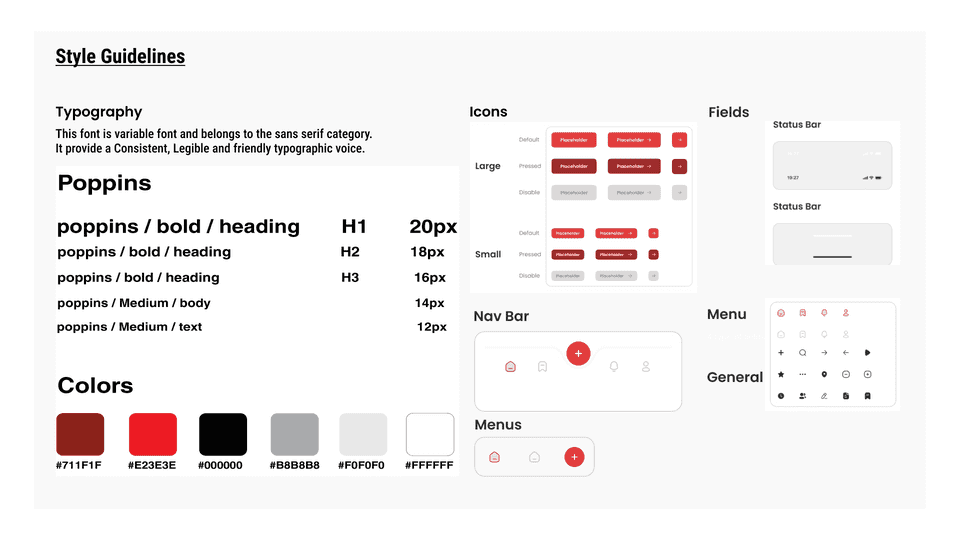 Style Guidelines
Typography
This font is variable font and belongs to the sans serif category.
It provide a Consistent, Legible and friendly typographic voice.
Poppins
poppins / bold / heading H1 20px
poppins / bold / heading H2 18px
poppins / bold / heading H3 16px
poppins / Medium / body 14px
poppins / Medium / text 12px
Colors
#711F1F #E23E3E #000000 #B8B8B8 #F0F0F0 #FFFFFF
Icons
Large
Default Placeholder Placeholder → →
Pressed Placeholder Placeholder → →
Disable Placeholder Placeholder → →
Small
Default Placeholder Placeholder → →
Pressed Placeholder Placeholder → →
Disable Placeholder Placeholder → →
Nav Bar
Menus
Fields
Status Bar
19:27
Status Bar
Menu
General